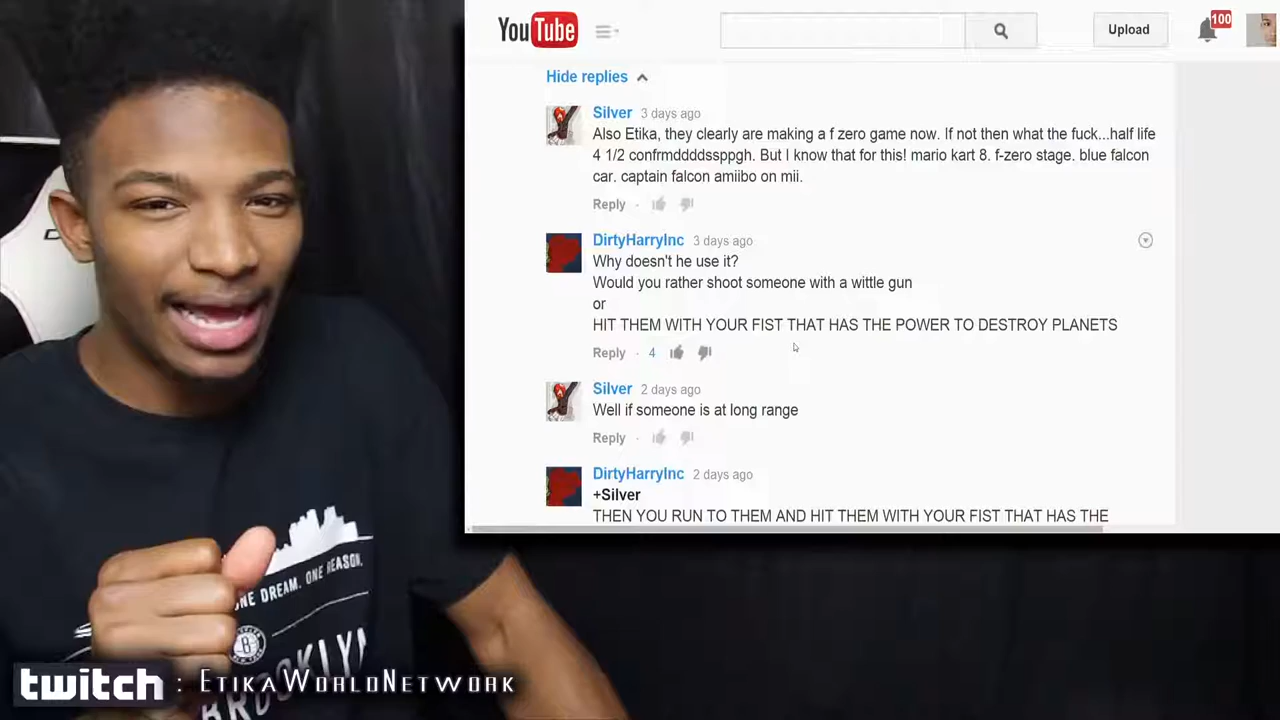 YouTube
Upload
100
Hide replies
Silver 3 days ago
Also Etika, they clearly are making a f zero game now. If not then what the fuck...half life
4 1/2 confrmddddssppgh. But I know that for this! mario kart 8. f-zero stage. blue falcon
car. captain falcon amiibo on mii.
Reply
DirtyHarryInc 3 days ago
Why doesn't he use it?
Would you rather shoot someone with a wittle gun
or
HIT THEM WITH YOUR FIST THAT HAS THE POWER TO DESTROY PLANETS
Reply · 4
Silver 2 days ago
Well if someone is at long range
Reply
DirtyHarryInc 2 days ago
+Silver
THEN YOU RUN TO THEM AND HIT THEM WITH YOUR FIST THAT HAS THE
ONE DREAM. ONE REASON.
B
BROOKLYN
twitch : EtikaWorldNetwork